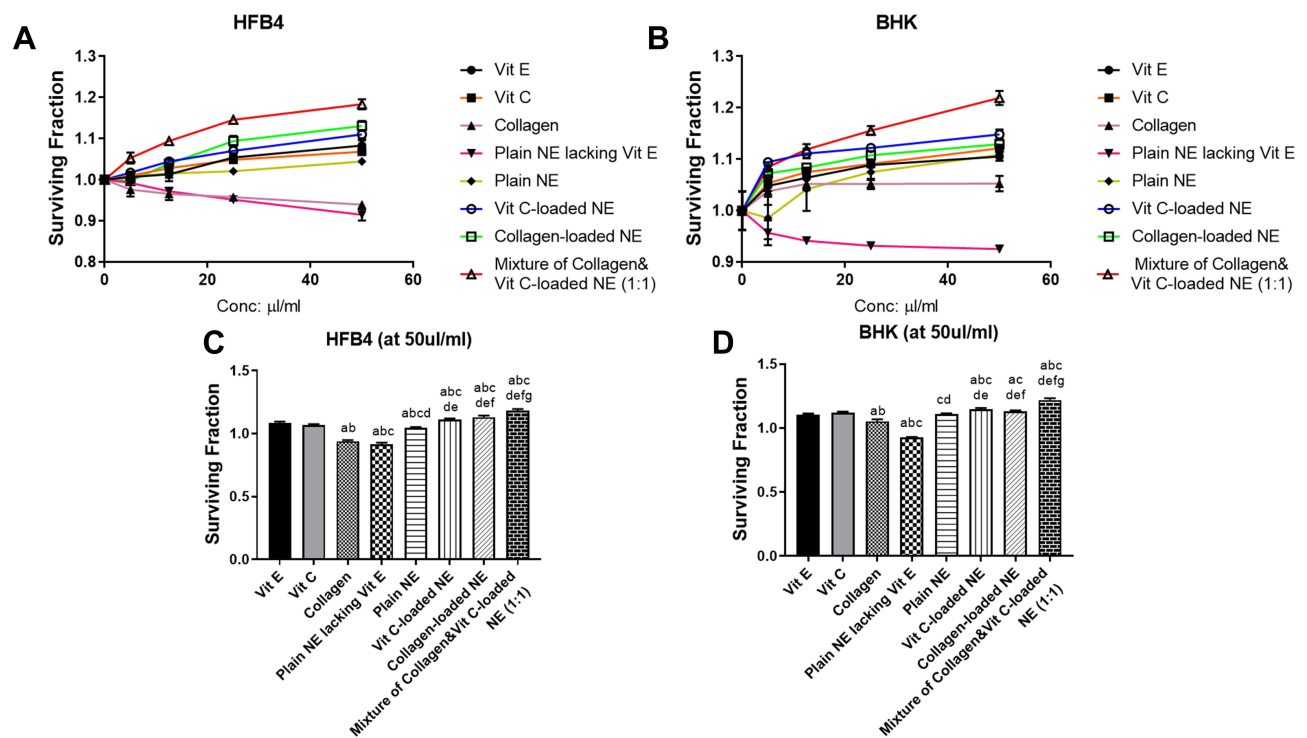 A
HFB4
Surviving Fraction
1.3
1.2
1.1
1.0
0.9
0.8
0
20
40
60
Conc: μl/ml
Vit E
Vit C
Collagen
Plain NE lacking Vit E
Plain NE
Vit C-loaded NE
Collagen-loaded NE
Mixture of Collagen&
Vit C-loaded NE (1:1)
B
BHK
Surviving Fraction
1.3
1.2
1.1
1.0
0.9
0
20
40
60
Conc: μl/ml
Vit E
Vit C
Collagen
Plain NE lacking Vit E
Plain NE
Vit C-loaded NE
Collagen-loaded NE
Mixture of Collagen&
Vit C-loaded NE (1:1)
C
HFB4 (at 50ul/ml)
Surviving Fraction
1.5
1.0
0.5
0.0
ab
abc
abcd
abc
de
abc
def
abc
defg
Vit E
Vit C
Collagen
Plain NE lacking Vit E
Plain NE
Vit C-loaded NE
Collagen-loaded NE
Mixture of Collagen&Vit C-loaded
NE (1:1)
D
BHK (at 50ul/ml)
Surviving Fraction
1.5
1.0
0.5
0.0
ab
abc
cd
abc
de
ac
def
abc
defg
Vit E
Vit C
Collagen
Plain NE lacking Vit E
Plain NE
Vit C-loaded NE
Collagen-loaded NE
Mixture of Collagen&Vit C-loaded
NE (1:1)